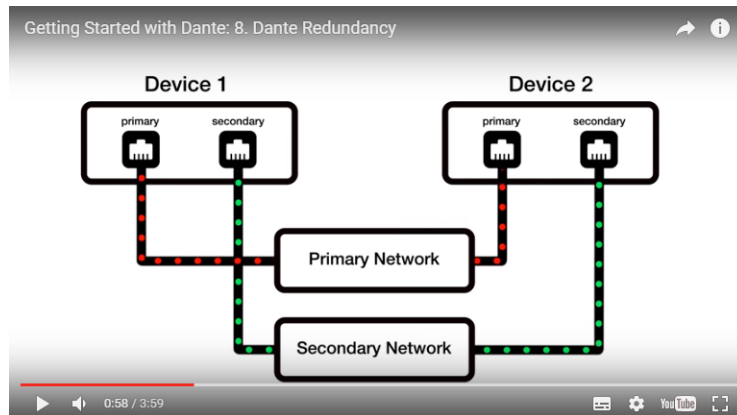 Getting Started with Dante: 8. Dante Redundancy
Device 1
Device 2
primary
secondary
primary
secondary
Primary Network
Secondary Network
0:58 / 3:59
YouTube